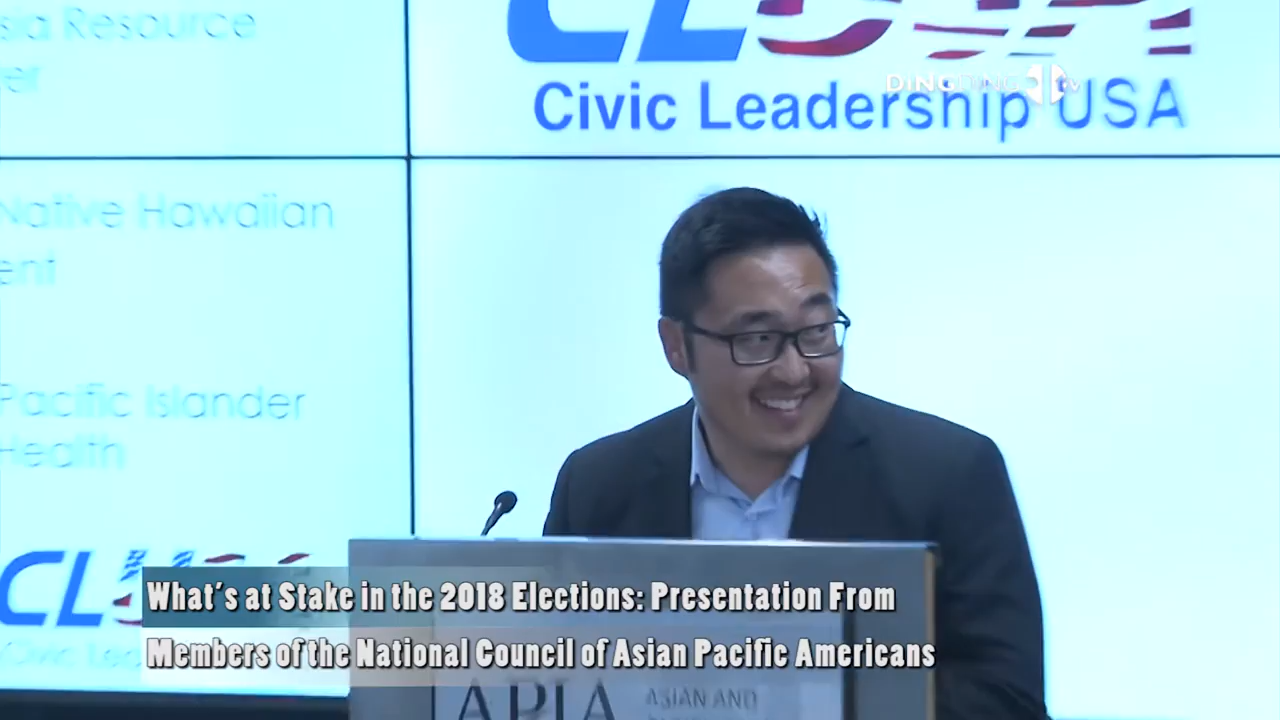 sia Resource
Civic Leadership USA
DINGDING tv
Native Hawaiian
ent
Pacific Islander
Health
CLUSA
What's at Stake in the 2018 Elections: Presentation From
Members of the National Council of Asian Pacific Americans
APIA
ASIAN AND